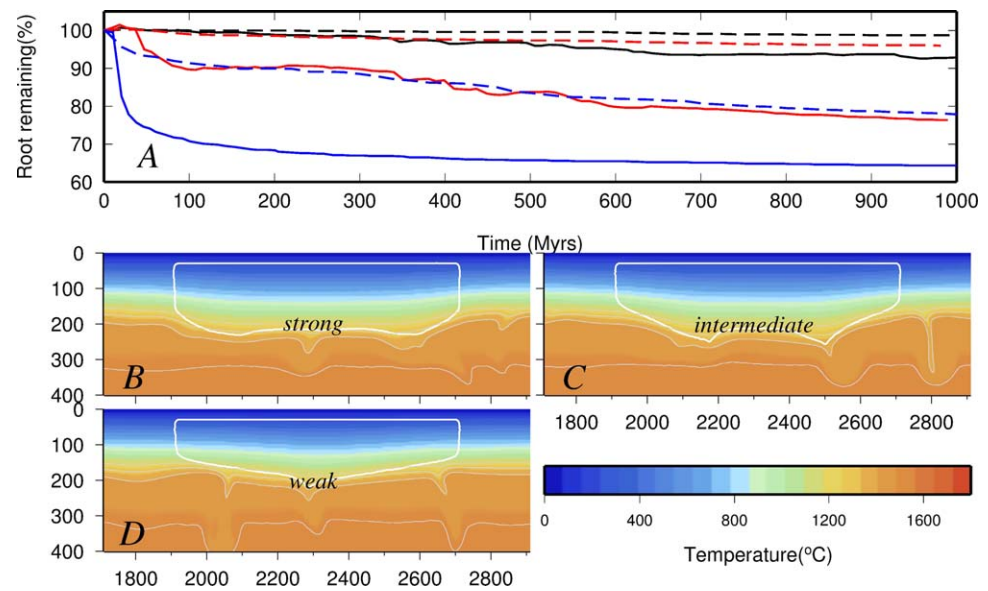 100
90
80
70
60
Root remaining(%)
A
0 100 200 300 400 500 600 700 800 900 1000
Time (Myrs)
0
100
200
300
400
strong
B
intermediate
C
1800 2000 2200 2400 2600 2800
0
100
200
300
400
weak
D
1800 2000 2200 2400 2600 2800
0 400 800 1200 1600
Temperature(ºC)